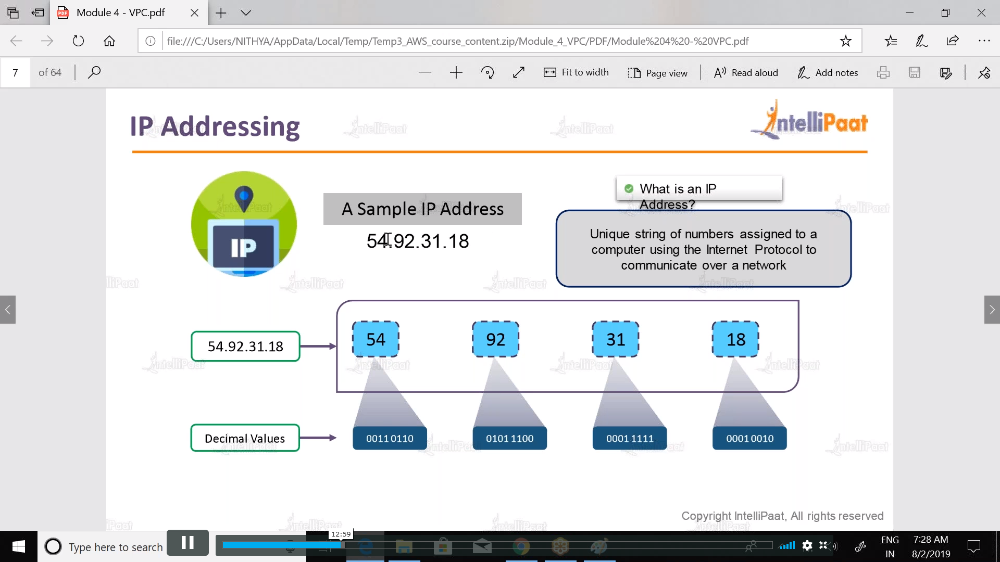 Module 4 - VPC.pdf
file:///C:/Users/NITHYA/AppData/Local/Temp/Temp3_AWS_course_content.zip/Module_4_VPC/PDF/Module%204%20-%20VPC.pdf
7 of 64
Fit to width
Page view
Read aloud
Add notes
IP Addressing
IntelliPaat
A Sample IP Address
54.92.31.18
What is an IP
Address?
Unique string of numbers assigned to a
computer using the Internet Protocol to
communicate over a network
IP
54.92.31.18
54
92
31
18
Decimal Values
0011 0110
0101 1100
0001 1111
0001 0010
Copyright IntelliPaat, All rights reserved
Type here to search
12:59
ENG
IN
7:28 AM
8/2/2019